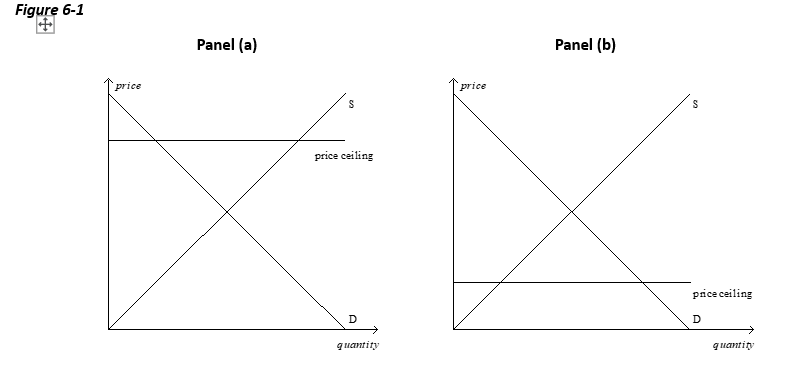 Figure 6-1
Panel (a)
Panel (b)
price
S
price ceiling
D
quantity
price
S
price ceiling
D
quantity